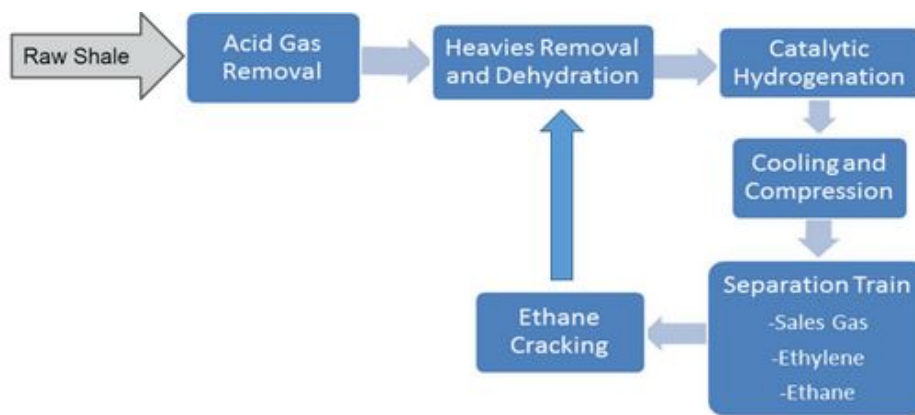 Raw Shale
Acid Gas
Removal
Heavies Removal
and Dehydration
Catalytic
Hydrogenation
Cooling and
Compression
Separation Train
-Sales Gas
-Ethylene
-Ethane
Ethane
Cracking